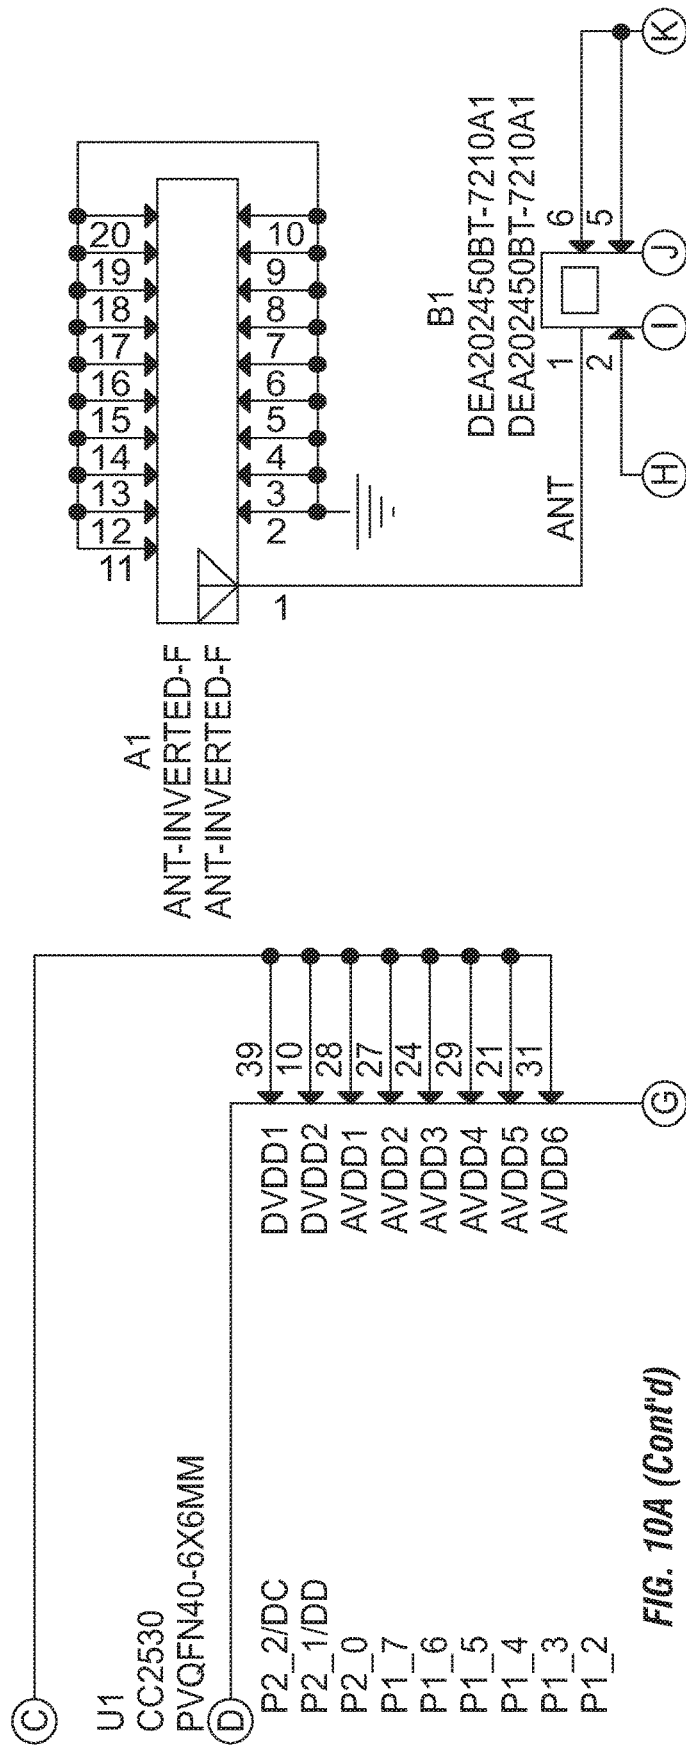 C
U1
CC2530
PVQFN40-6X6MM
D
P2_2/DC
P2_1/DD
P2_0
P1_7
P1_6
P1_5
P1_4
P1_3
P1_2
DVDD1 39
DVDD2 10
AVDD1 28
AVDD2 27
AVDD3 24
AVDD4 29
AVDD5 21
AVDD6 31
G
A1
ANT-INVERTED-F
ANT-INVERTED-F
11 12 13 14 15 16 17 18 19 20
1 2 3 4 5 6 7 8 9 10
B1
DEA202450BT-7210A1
DEA202450BT-7210A1
ANT 1 6
2 5
H I J K
FIG. 10A (Cont'd)